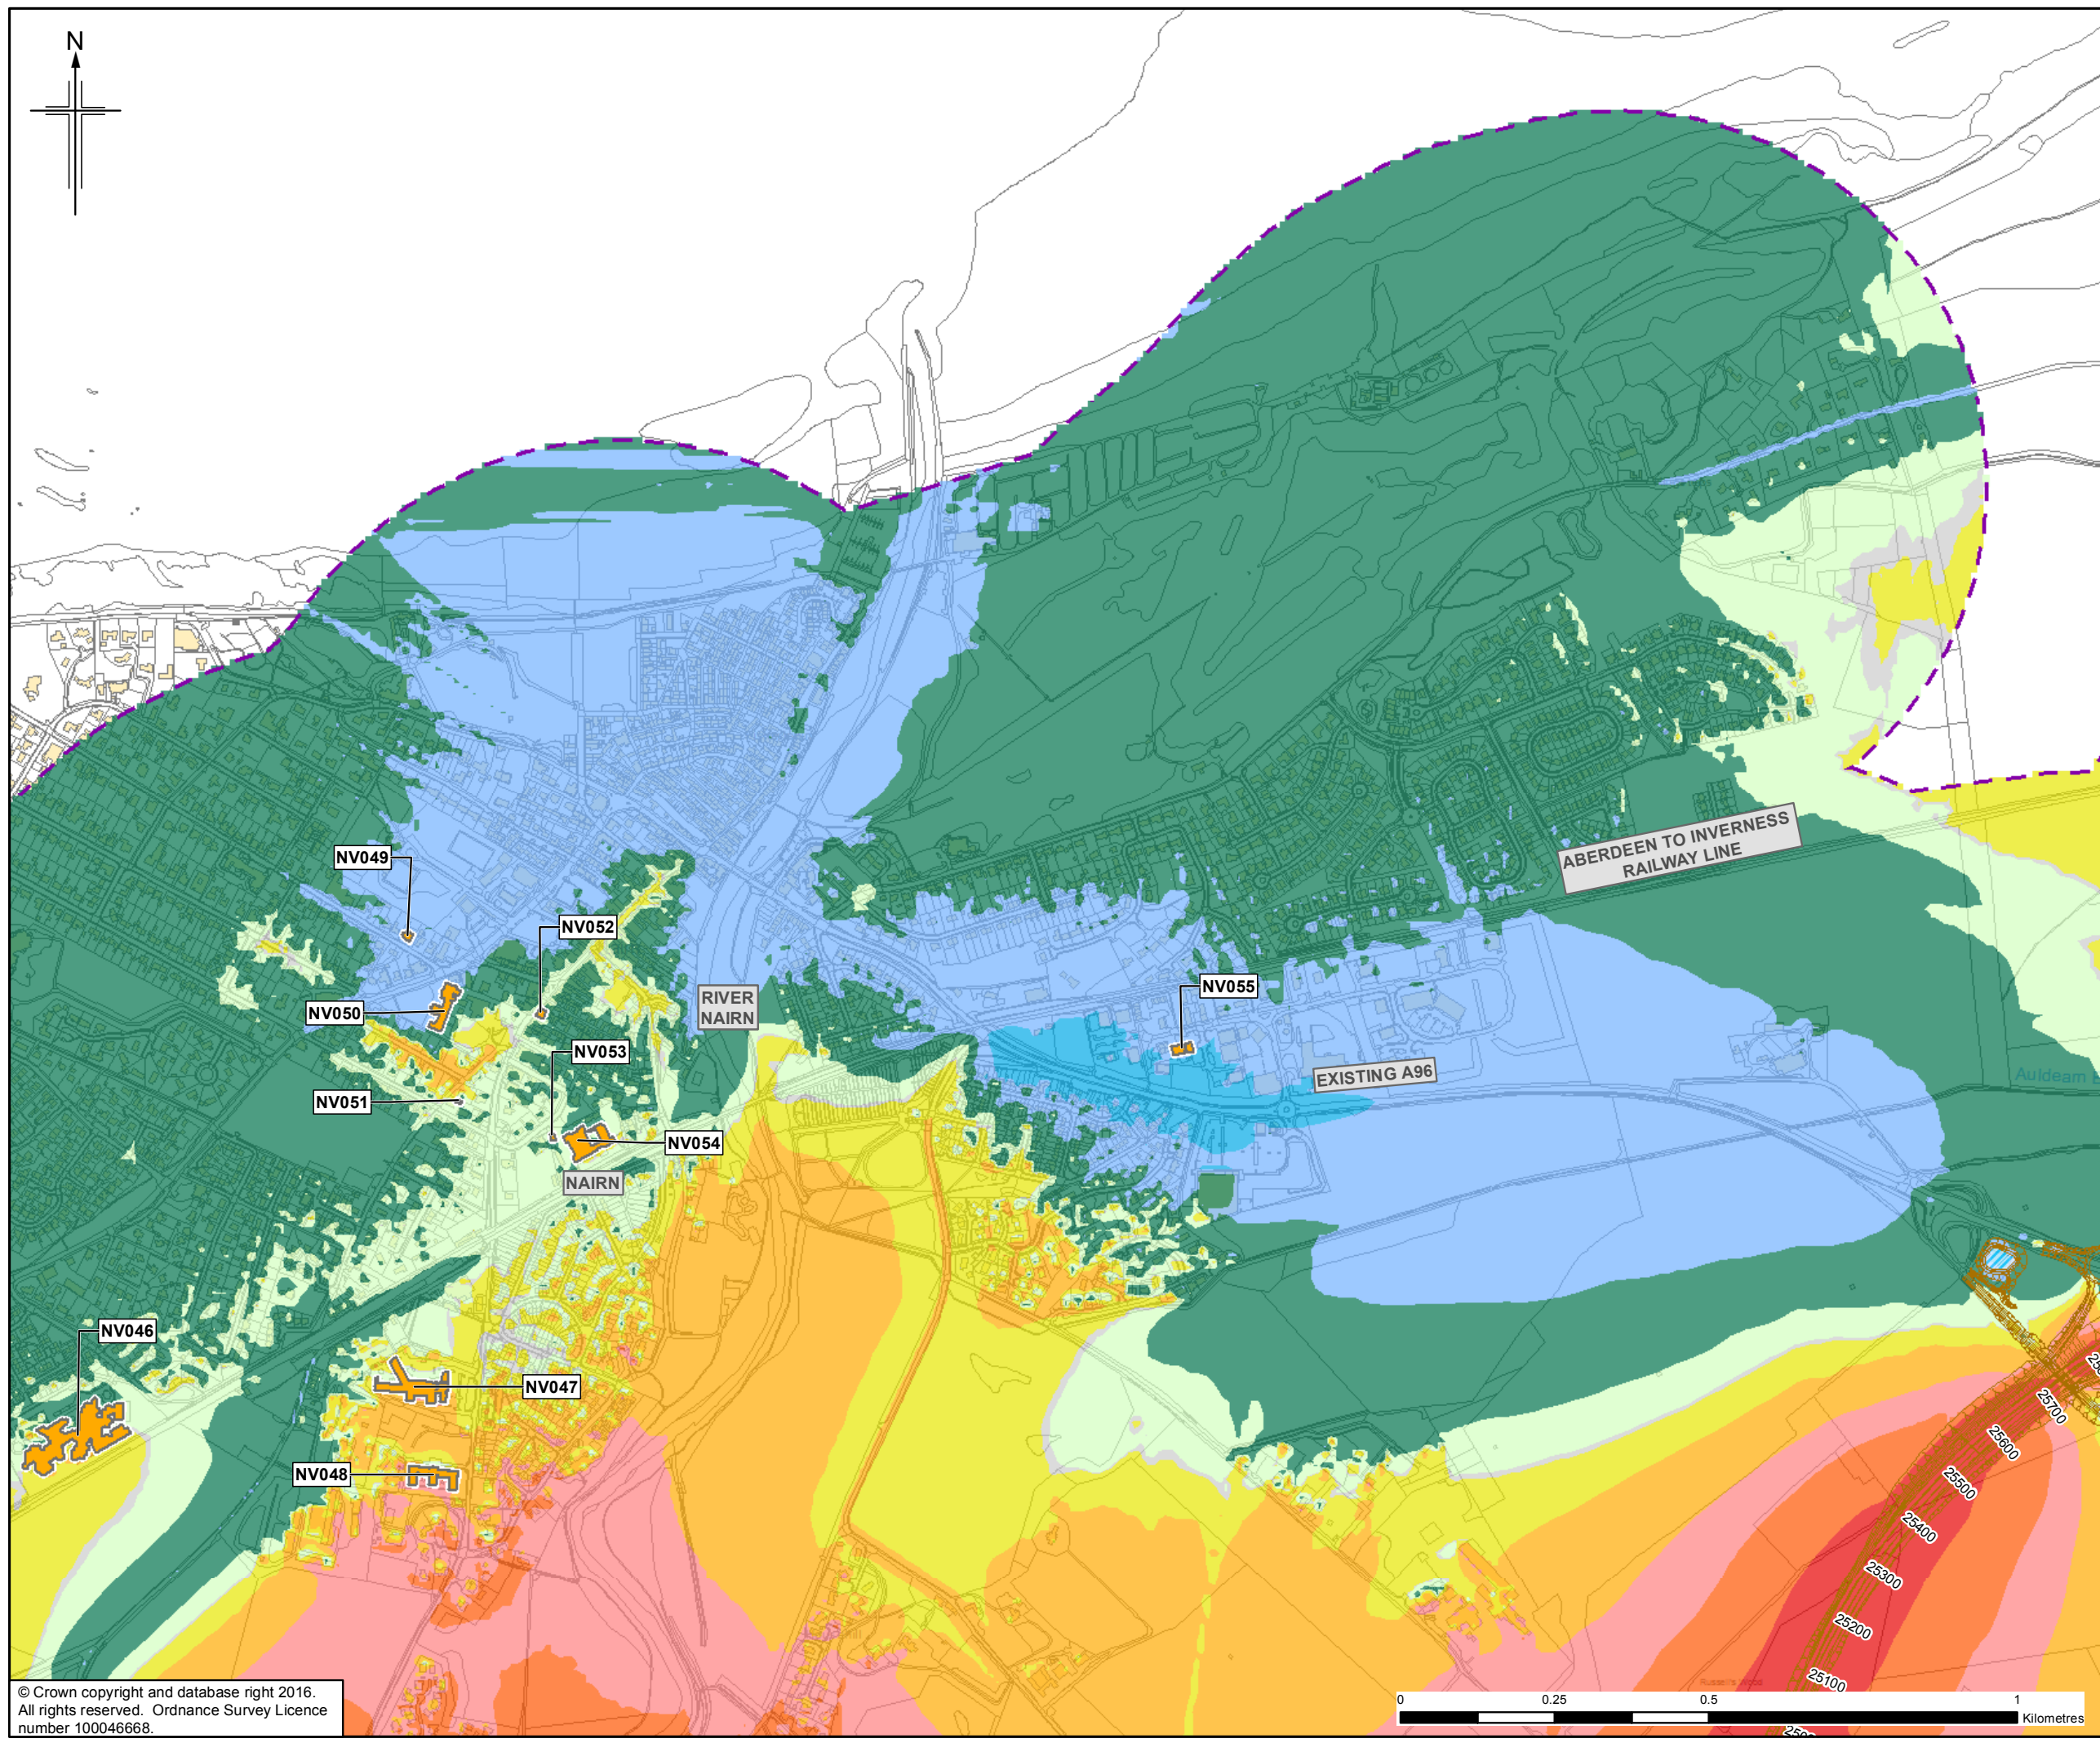 N
NV049
NV052
ABERDEEN TO INVERNESS
RAILWAY LINE
NV050
RIVER
NAIRN
NV055
NV053
NV051
EXISTING A96
NV054
NAIRN
NV046
NV047
NV048
25700
25600
25500
25400
25300
25200
25100
© Crown copyright and database right 2016.
All rights reserved. Ordnance Survey Licence
number 100046668.
0 0.25 0.5 1
Kilometres